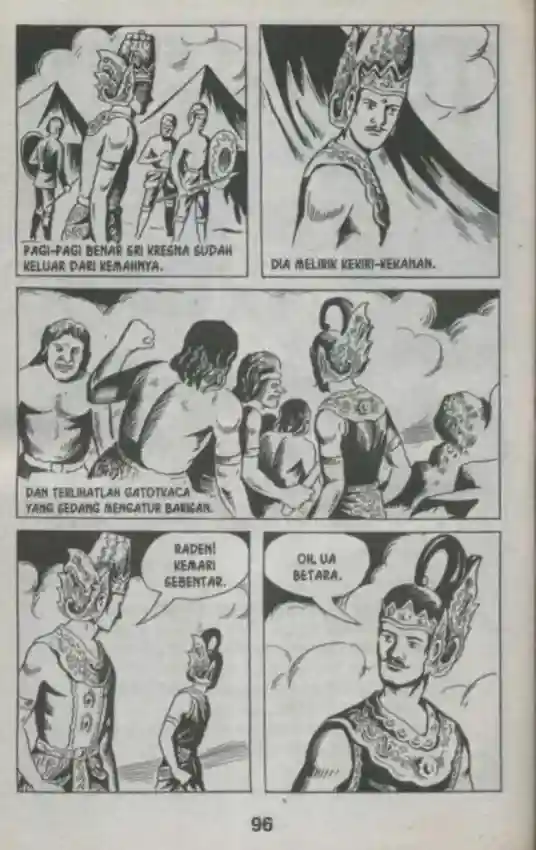 PAGI-PAGI BENAR SRI KRESNA SUDAH
KELUAR DARI KEMAHNYA.
DIA MELIRIK KEKIRI-KEKANAN.
DAN TERLIHATLAH GATOTKACA
YANG SEDANG MENGATUR BARISAN.
RADEN!
KEMARI
SEBENTAR.
OH, UA
BETARA.
96